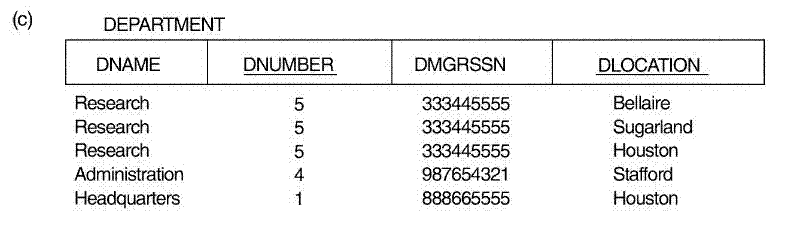 (c) DEPARTMENT
DNAME DNUMBER DMGRSSN DLOCATION
Research 5 333445555 Bellaire
Research 5 333445555 Sugarland
Research 5 333445555 Houston
Administration 4 987654321 Stafford
Headquarters 1 888665555 Houston